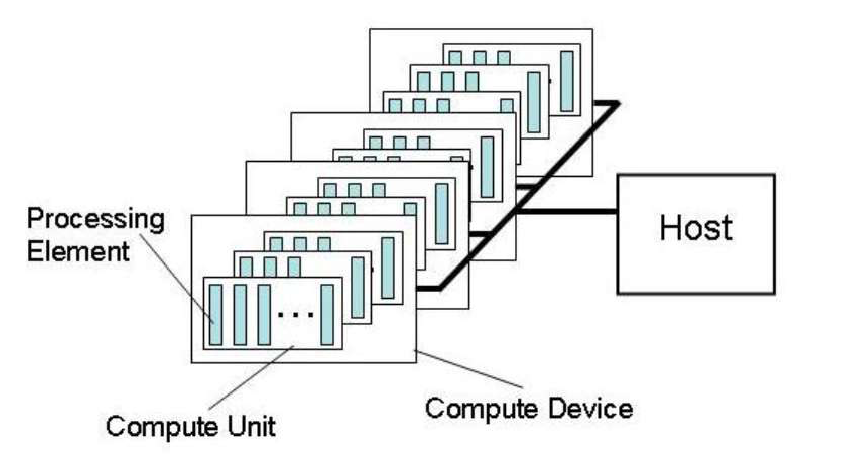 Processing
Element
Host
. . .
Compute Unit
Compute Device